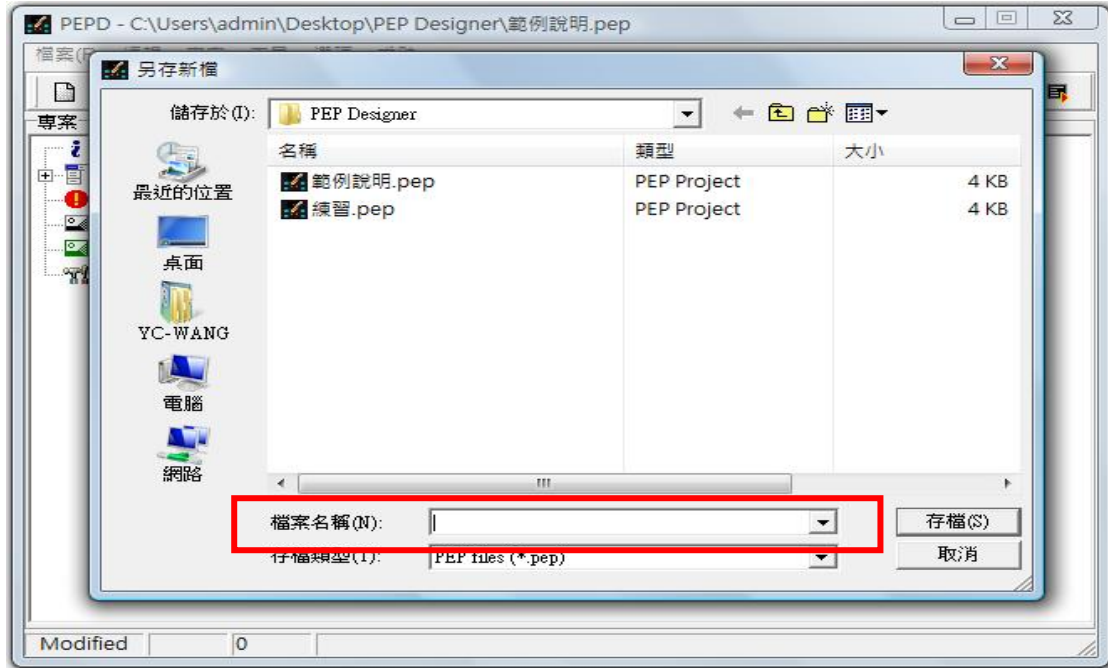 PEPD - C:\Users\admin\Desktop\PEP Designer\範例說明.pep
檔案(F
另存新檔
專案
儲存於(I): PEP Designer
名稱 類型 大小
範例說明.pep PEP Project 4 KB
練習.pep PEP Project 4 KB
最近的位置
桌面
YC-WANG
電腦
網路
檔案名稱(N): 存檔(S)
存檔類型(T): PEP files (*.pep) 取消
Modified 0